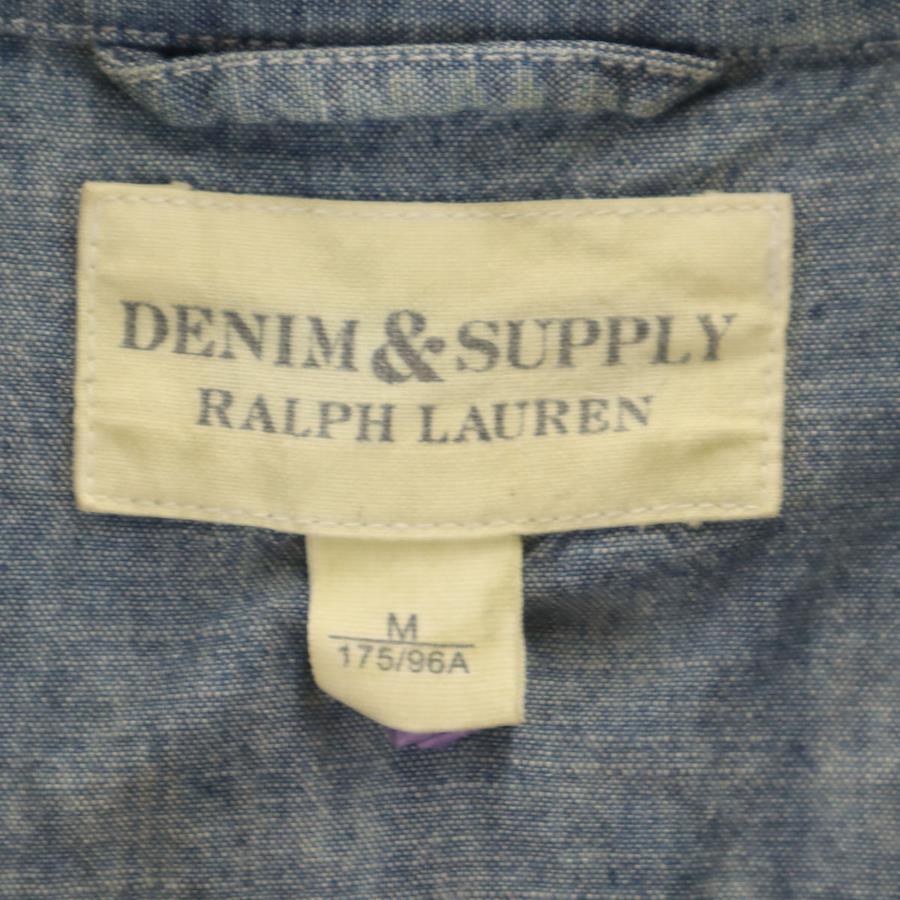 DENIM & SUPPLY
RALPH LAUREN
M
175/96A